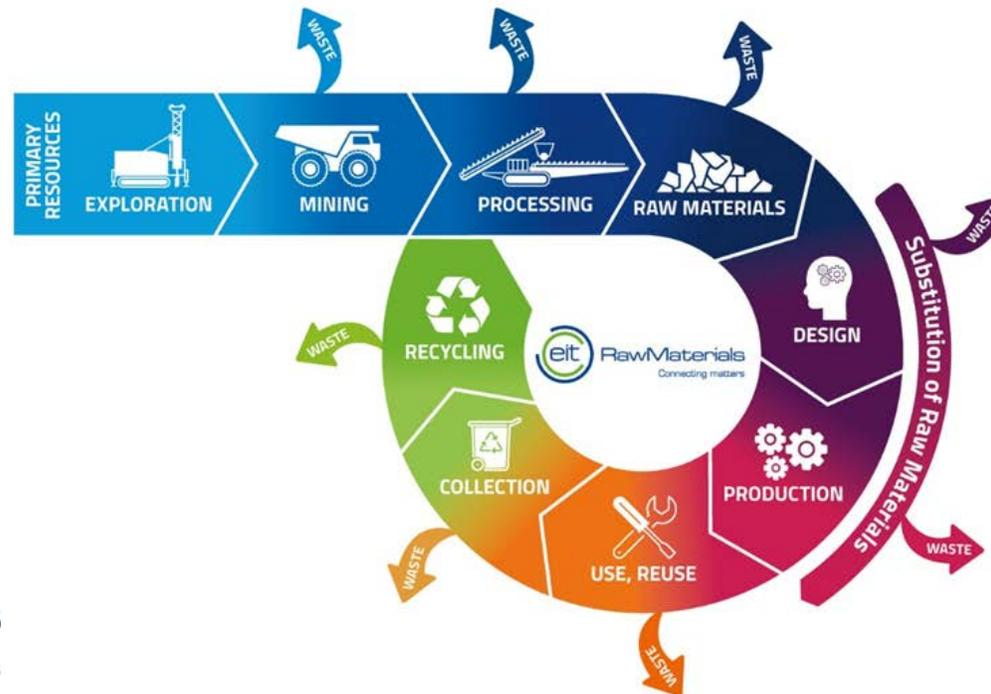 WASTE
WASTE
WASTE
PRIMARY
RESOURCES
EXPLORATION
MINING
PROCESSING
RAW MATERIALS
WASTE
Substitution of Raw Materials
DESIGN
WASTE
RECYCLING
eit RawMaterials
Connecting matters
COLLECTION
PRODUCTION
WASTE
WASTE
USE, REUSE
WASTE